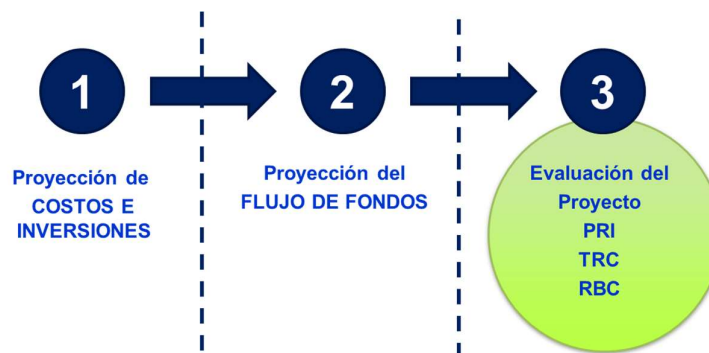 1
Proyección de
COSTOS E
INVERSIONES
2
Proyección del
FLUJO DE FONDOS
3
Evaluación del
Proyecto
PRI
TRC
RBC